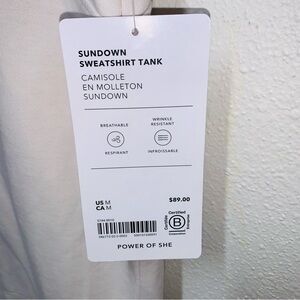 SUNDOWN
SWEATSHIRT TANK
CAMISOLE
EN MOLLETON
SUNDOWN
BREATHABLE
WRINKLE
RESISTANT
RESPIRANT
INFROISSABLE
US M
CA M
$89.00
Certified
B
Corporation
POWER OF SHE